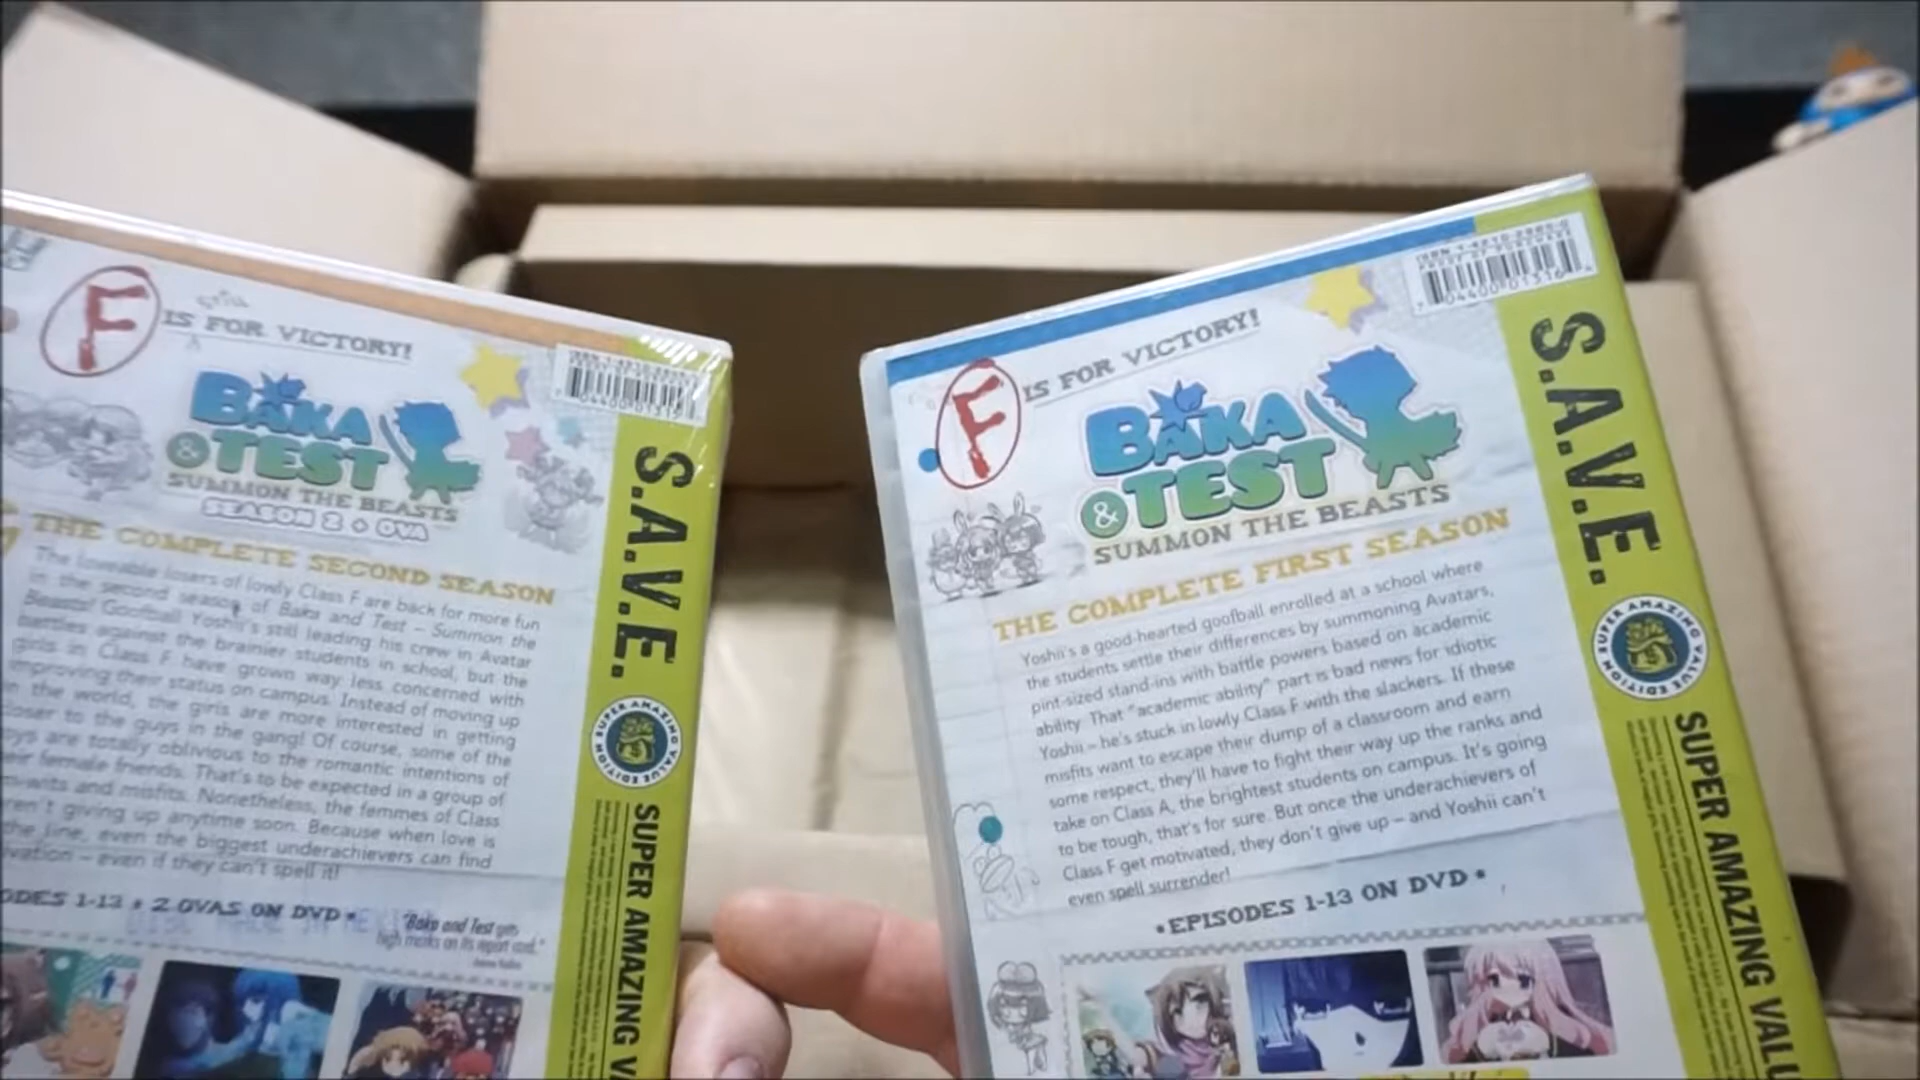 F IS still FOR VICTORY!
BAKA
& TEST
SUMMON THE BEASTS
SEASON 2 + OVA
THE COMPLETE SECOND SEASON
The loveable losers of lowly Class F are back for more fun
in the second season of Baka and Test – Summon the
Beasts! Goofball Yoshii's still leading his crew in Avatar
battles against the brainier students in school, but the
girls in Class F have grown way less concerned with
improving their status on campus. Instead of moving up
in the world, the girls are more interested in getting
closer to the guys in the gang! Of course, some of the
are totally oblivious to the romantic intentions of
female friends. That's to be expected in a group of
and misfits. Nonetheless, the femmes of Class
giving up anytime soon. Because when love is
the line, even the biggest underachievers can find
– even if they can't spell it!
1-13 • 2 OVAS ON DVD •
"Baka and Test gets
high marks on its report card."
S.A.V.E.
SUPER AMAZING VALUE EDITION
SUPER AMAZING V
F IS FOR VICTORY!
BAKA
& TEST
SUMMON THE BEASTS
THE COMPLETE FIRST SEASON
Yoshii's a good-hearted goofball enrolled at a school where
the students settle their differences by summoning Avatars,
pint-sized stand-ins with battle powers based on academic
ability. That "academic ability" part is bad news for idiotic
Yoshii – he's stuck in lowly Class F with the slackers. If these
misfits want to escape their dump of a classroom and earn
some respect, they'll have to fight their way up the ranks and
take on Class A, the brightest students on campus. It's going
to be tough, that's for sure. But once the underachievers of
Class F get motivated, they don't give up – and Yoshii can't
even spell surrender!
• EPISODES 1-13 ON DVD •
S.A.V.E.
SUPER AMAZING VALUE EDITION
SUPER AMAZING VALU